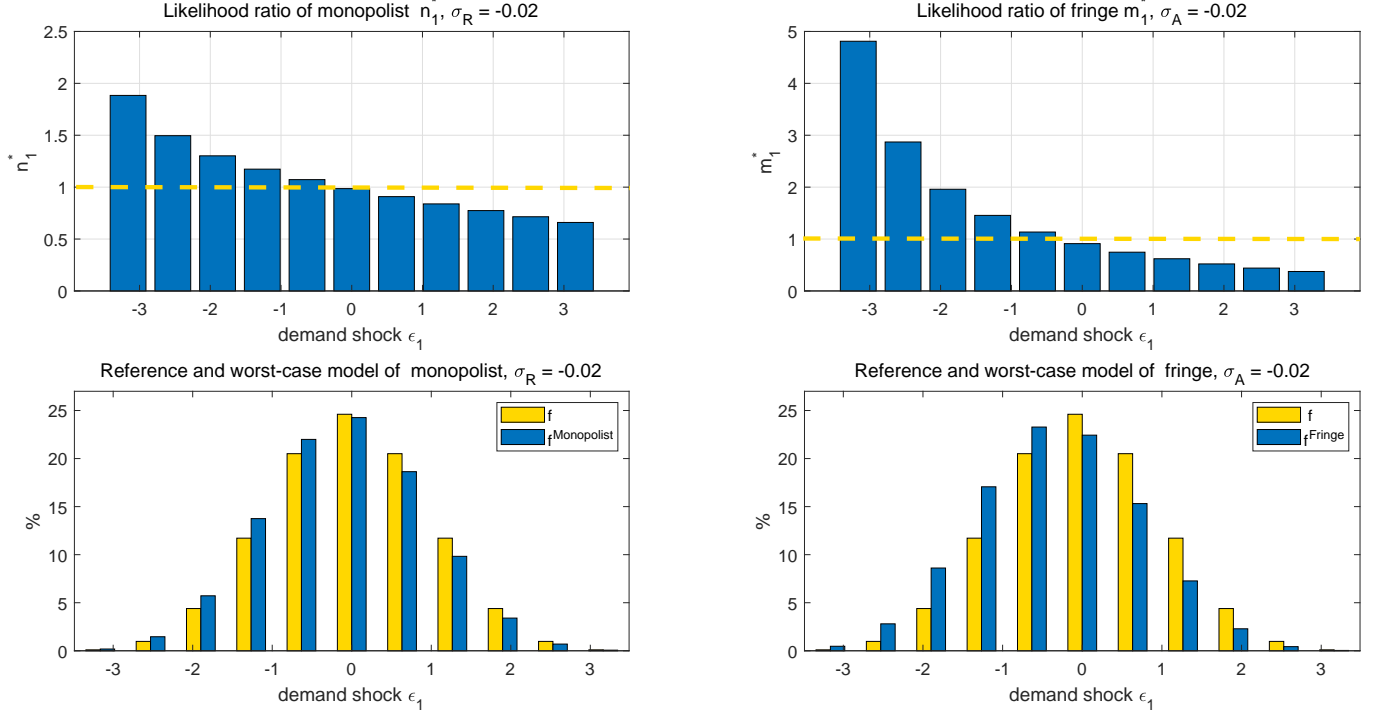 Likelihood ratio of monopolist n*1, σR = -0.02
2.5
2
1.5
1
0.5
0
n*1
-3 -2 -1 0 1 2 3
demand shock ϵ1
Likelihood ratio of fringe m*1, σA = -0.02
5
4
3
2
1
0
m*1
-3 -2 -1 0 1 2 3
demand shock ϵ1
Reference and worst-case model of monopolist, σR = -0.02
25
20
15
10
5
0
%
f
fMonopolist
-3 -2 -1 0 1 2 3
demand shock ϵ1
Reference and worst-case model of fringe, σA = -0.02
25
20
15
10
5
0
%
f
fFringe
-3 -2 -1 0 1 2 3
demand shock ϵ1